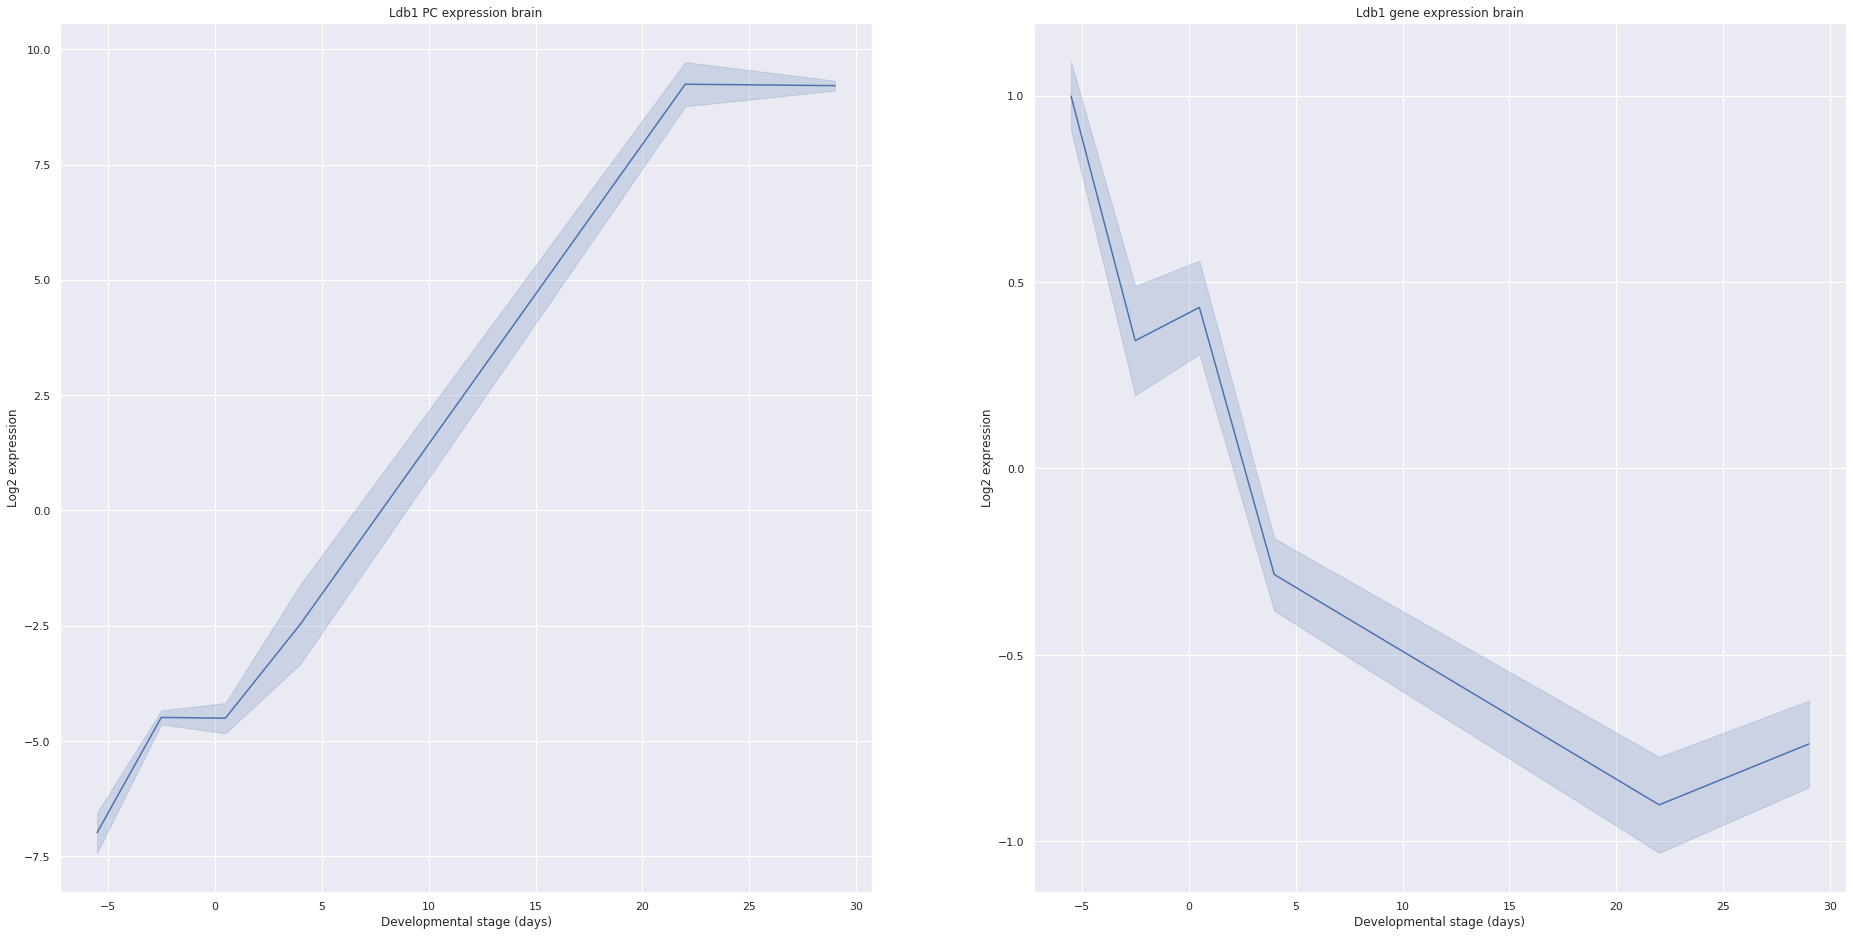 Ldb1 PC expression brain
Log2 expression
10.0
7.5
5.0
2.5
0.0
−2.5
−5.0
−7.5
−5 0 5 10 15 20 25 30
Developmental stage (days)
Ldb1 gene expression brain
Log2 expression
1.0
0.5
0.0
−0.5
−1.0
−5 0 5 10 15 20 25 30
Developmental stage (days)